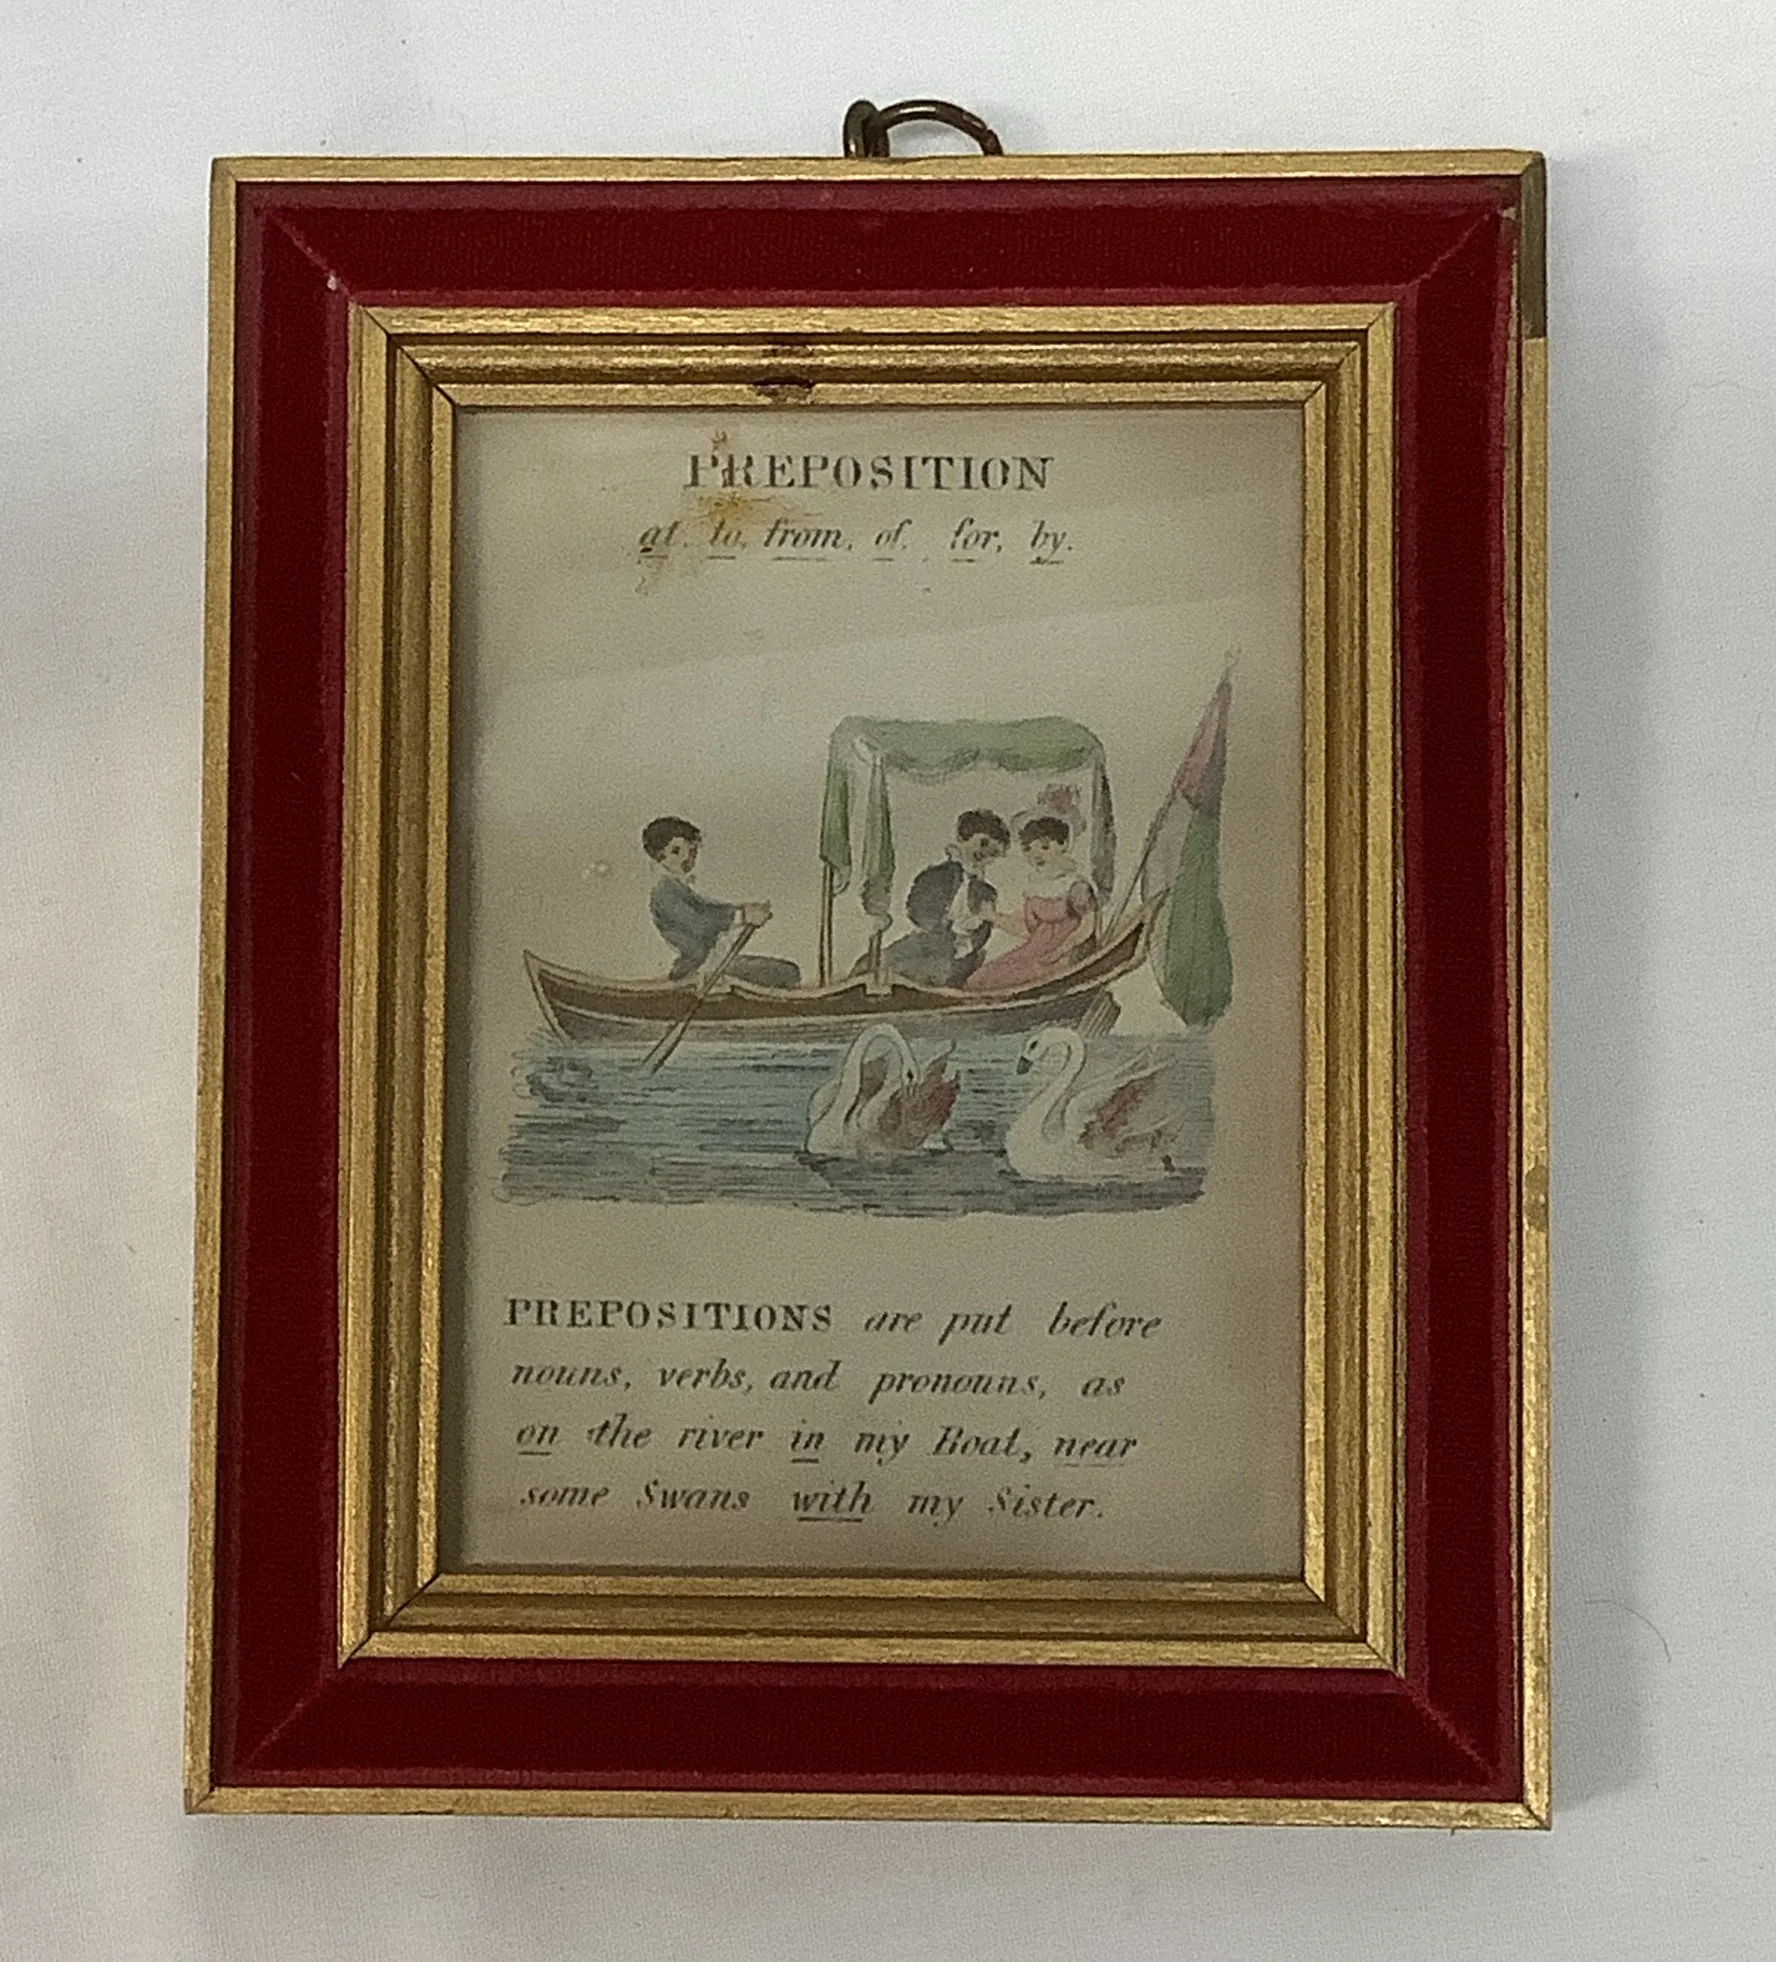 PREPOSITION
at, to, from, of, for, by.
PREPOSITIONS are put before
nouns, verbs, and pronouns, as
on the river in my Boat, near
some Swans with my Sister.